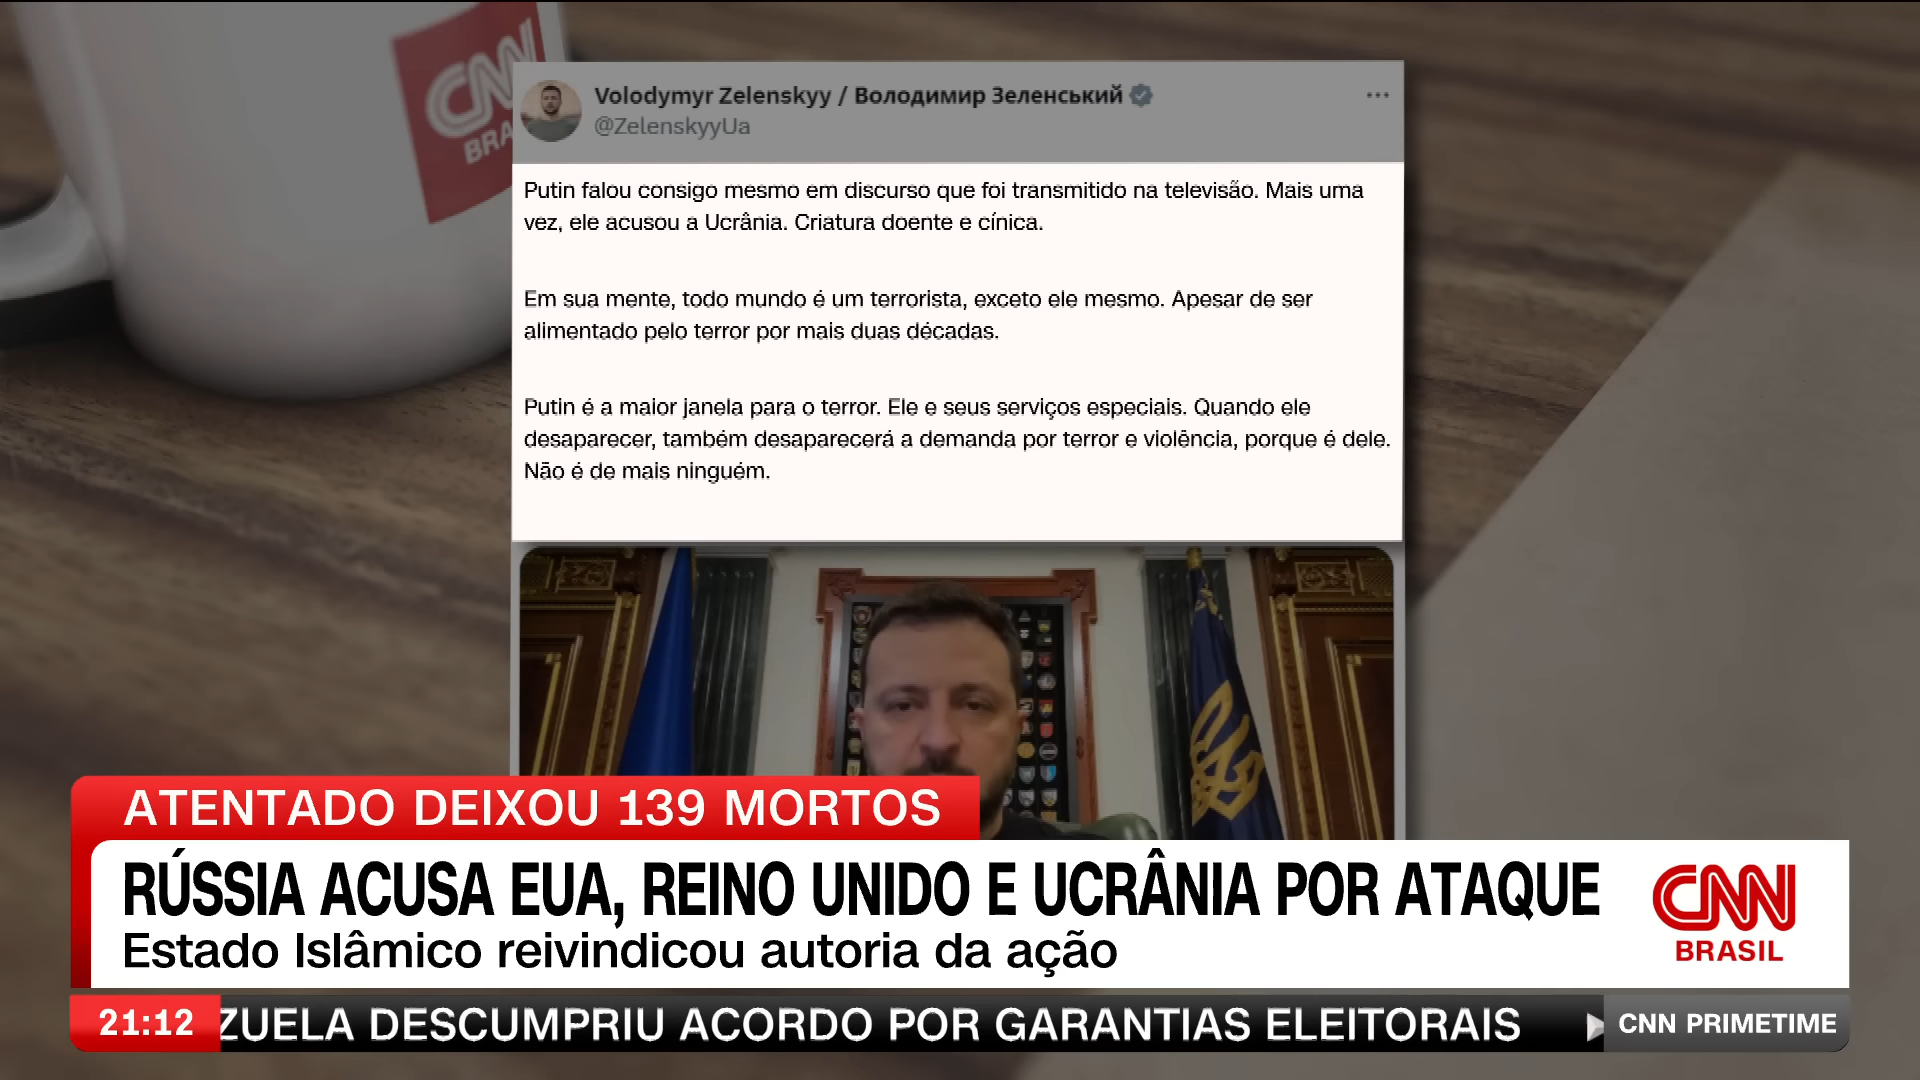 CNN
BRA
Volodymyr Zelenskyy / Володимир Зеленський
@ZelenskyyUa
Putin falou consigo mesmo em discurso que foi transmitido na televisão. Mais uma
vez, ele acusou a Ucrânia. Criatura doente e cínica.
Em sua mente, todo mundo é um terrorista, exceto ele mesmo. Apesar de ser
alimentado pelo terror por mais duas décadas.
Putin é a maior janela para o terror. Ele e seus serviços especiais. Quando ele
desaparecer, também desaparecerá a demanda por terror e violência, porque é dele.
Não é de mais ninguém.
ATENTADO DEIXOU 139 MORTOS
RÚSSIA ACUSA EUA, REINO UNIDO E UCRÂNIA POR ATAQUE
Estado Islâmico reivindicou autoria da ação
CNN
BRASIL
21:12 ZUELA DESCUMPRIU ACORDO POR GARANTIAS ELEITORAIS CNN PRIMETIME